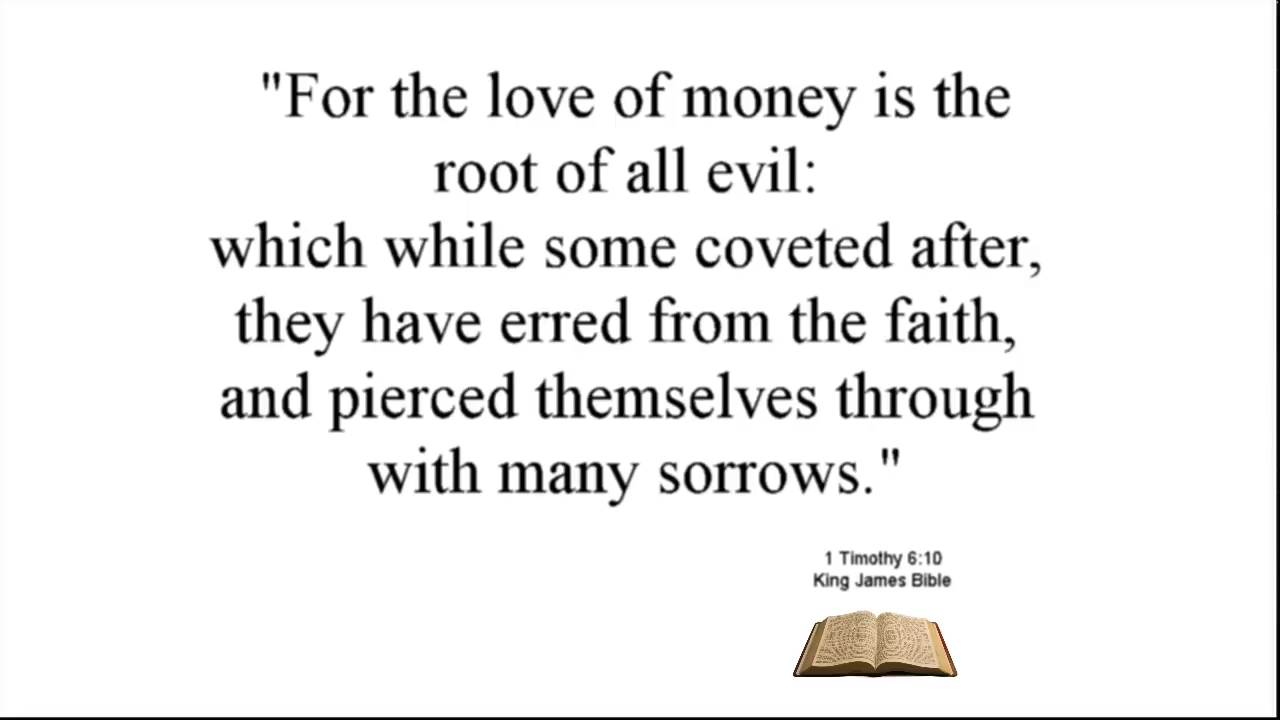 "For the love of money is the
root of all evil:
which while some coveted after,
they have erred from the faith,
and pierced themselves through
with many sorrows."
1 Timothy 6:10
King James Bible